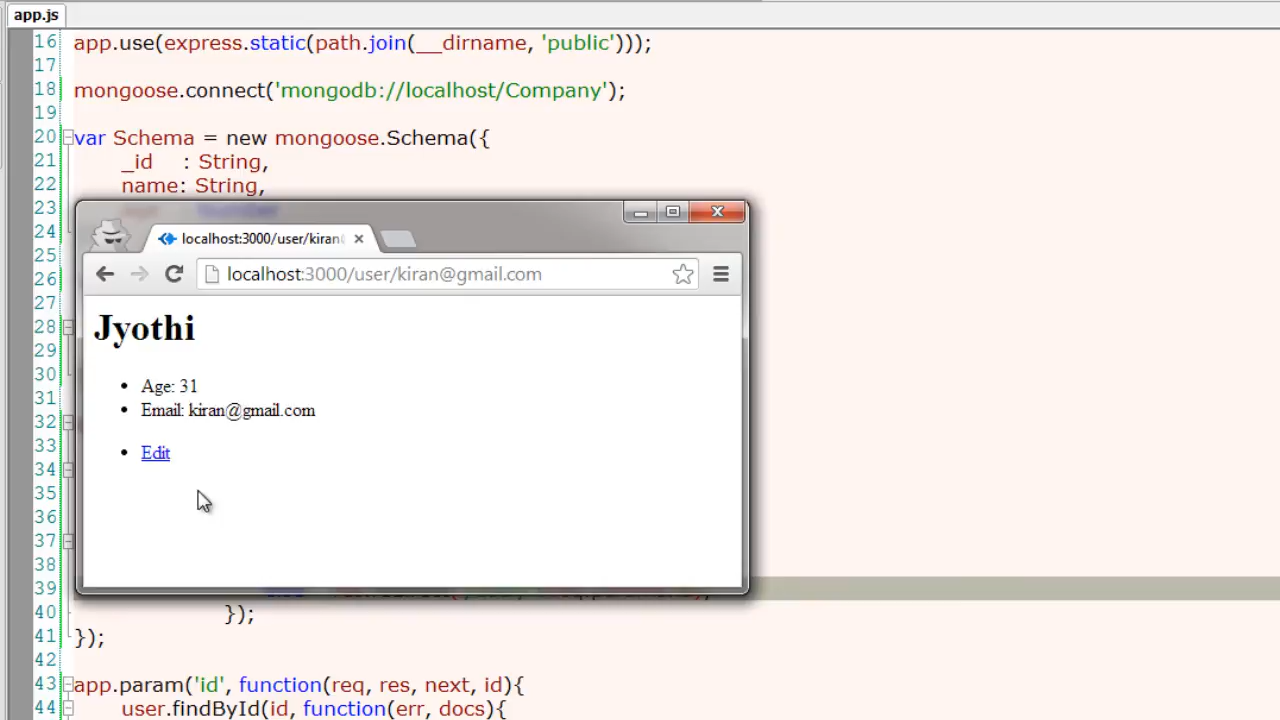 app.js
16 app.use(express.static(path.join(__dirname, 'public')));
17
18 mongoose.connect('mongodb://localhost/Company');
19
20 var Schema = new mongoose.Schema({
21 _id : String,
22 name: String,
23
24
25
26
27
28
29
30
31
32
33
34
35
36
37
38
39
40 });
41 });
42
43 app.param('id', function(req, res, next, id){
44 user.findById(id, function(err, docs){
localhost:3000/user/kiran@
localhost:3000/user/kiran@gmail.com
Jyothi
• Age: 31
• Email: kiran@gmail.com
• Edit